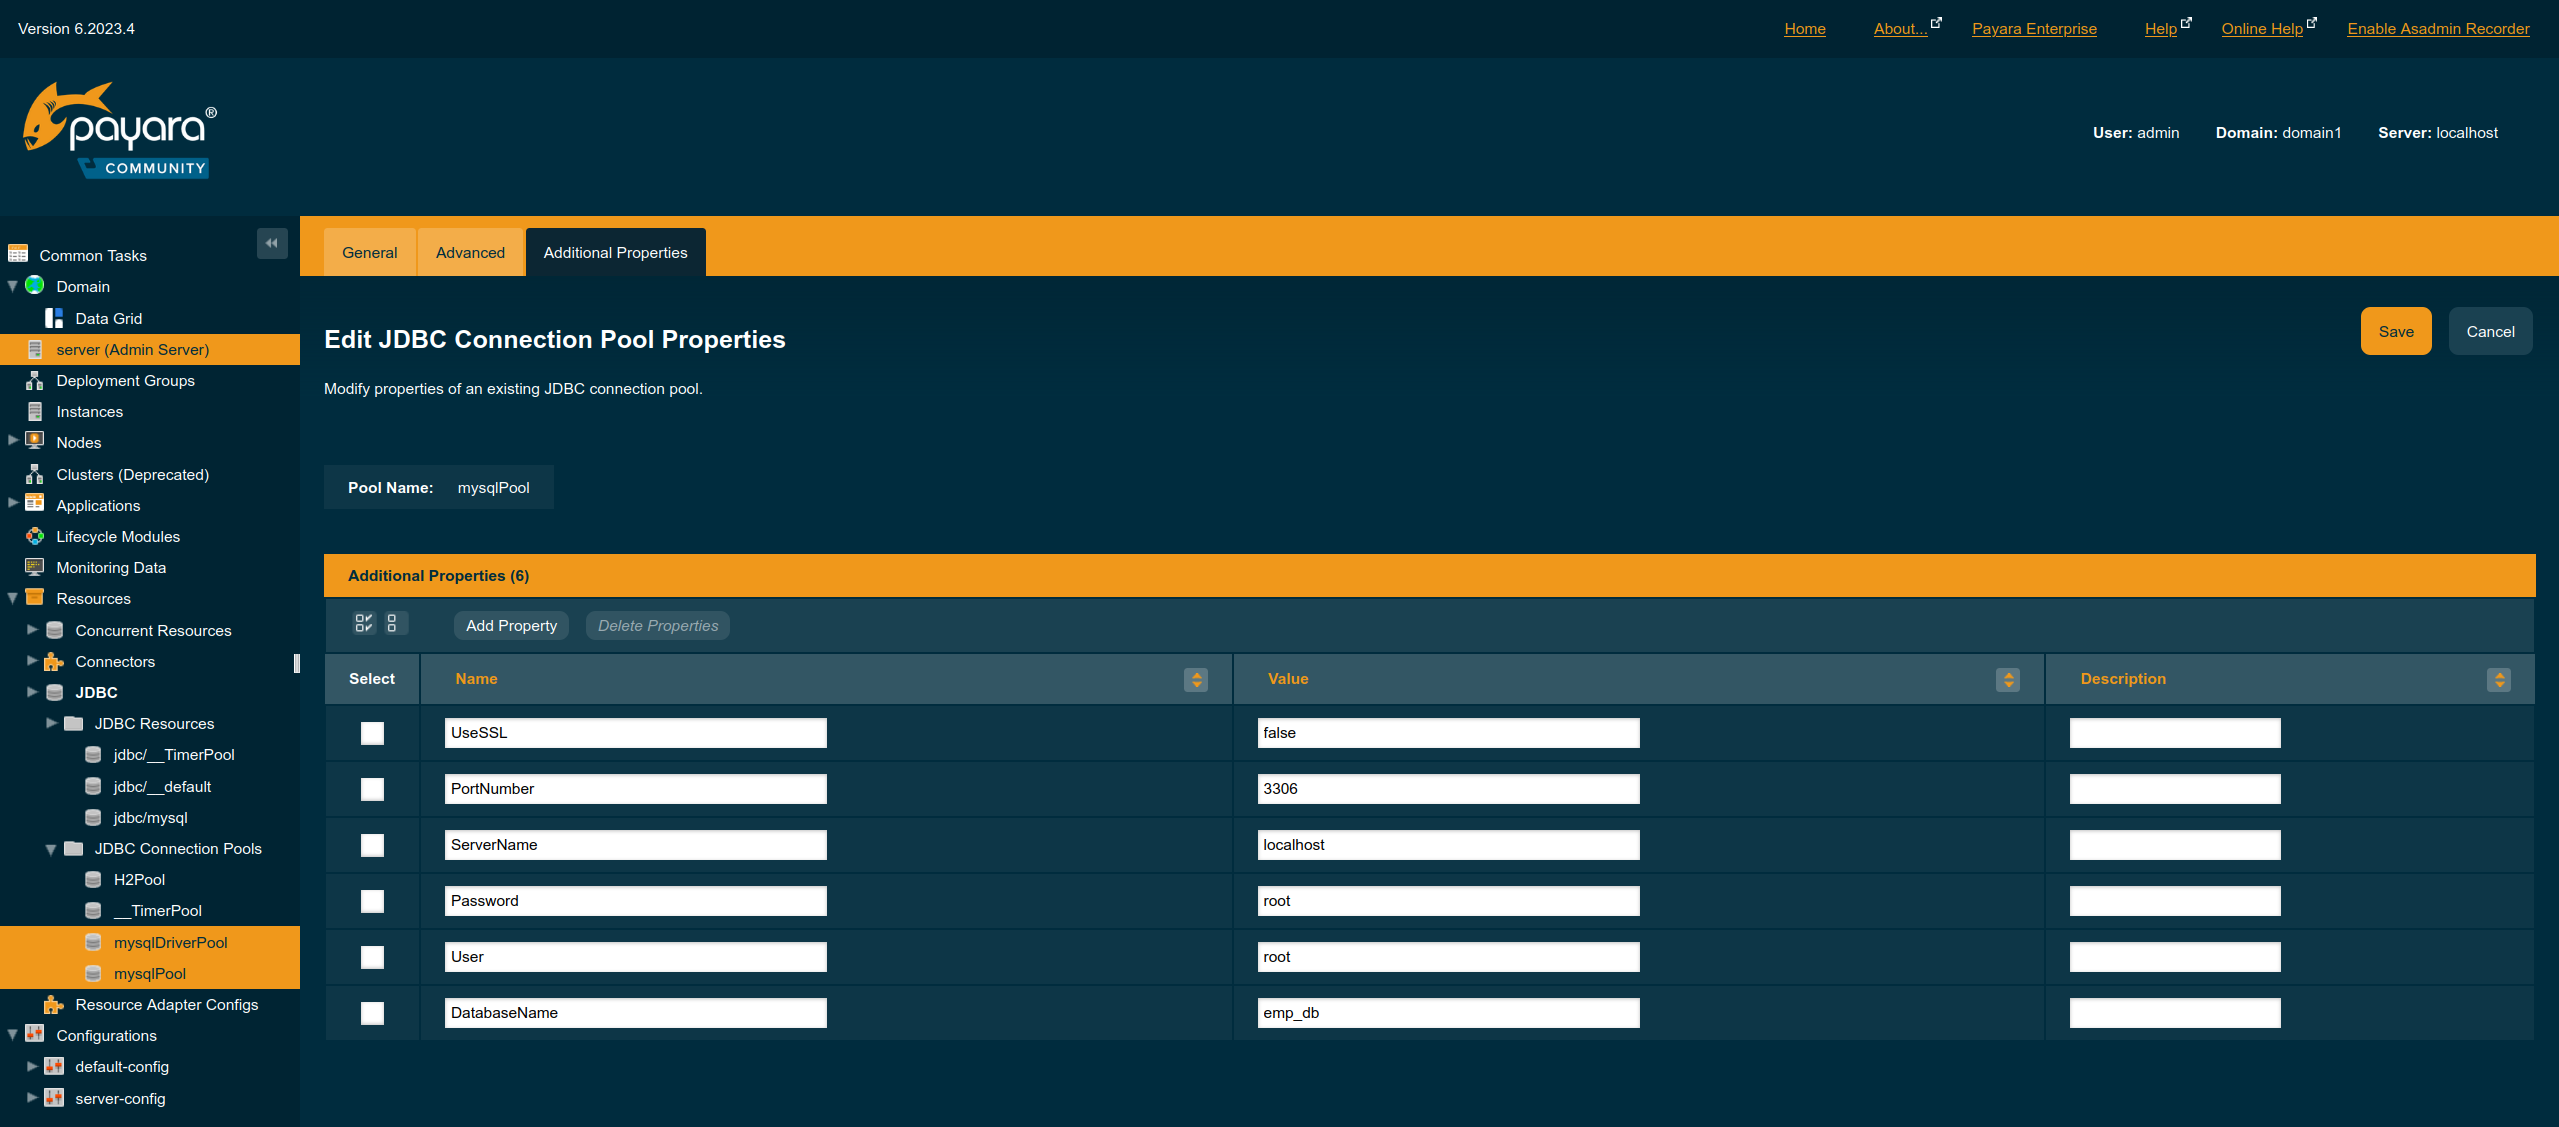 Version 6.2023.4
Home About... Payara Enterprise Help Online Help Enable Asadmin Recorder
payara®
COMMUNITY
User: admin Domain: domain1 Server: localhost
Common Tasks
Domain
Data Grid
server (Admin Server)
Deployment Groups
Instances
Nodes
Clusters (Deprecated)
Applications
Lifecycle Modules
Monitoring Data
Resources
Concurrent Resources
Connectors
JDBC
JDBC Resources
jdbc/__TimerPool
jdbc/__default
jdbc/mysql
JDBC Connection Pools
H2Pool
__TimerPool
mysqlDriverPool
mysqlPool
Resource Adapter Configs
Configurations
default-config
server-config
General Advanced Additional Properties
Edit JDBC Connection Pool Properties
Save Cancel
Modify properties of an existing JDBC connection pool.
Pool Name: mysqlPool
Additional Properties (6)
Add Property Delete Properties
Select Name Value Description
UseSSL false
PortNumber 3306
ServerName localhost
Password root
User root
DatabaseName emp_db